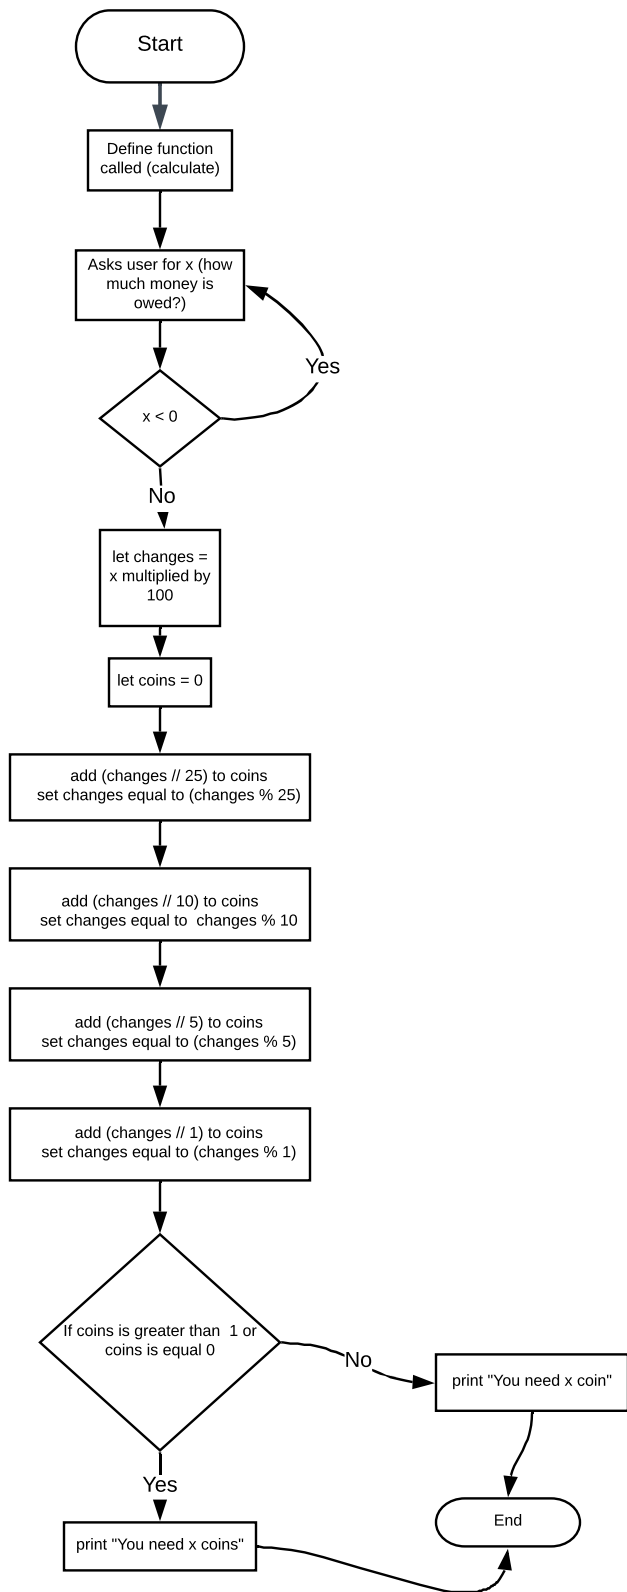 Start
Define function
called (calculate)
Asks user for x (how
much money is
owed?)
Yes
x < 0
No
let changes =
x multiplied by
100
let coins = 0
add (changes // 25) to coins
set changes equal to (changes % 25)
add (changes // 10) to coins
set changes equal to  changes % 10
add (changes // 5) to coins
set changes equal to (changes % 5)
add (changes // 1) to coins
set changes equal to (changes % 1)
If coins is greater than  1 or
coins is equal 0
No
print "You need x coin"
Yes
print "You need x coins"
End